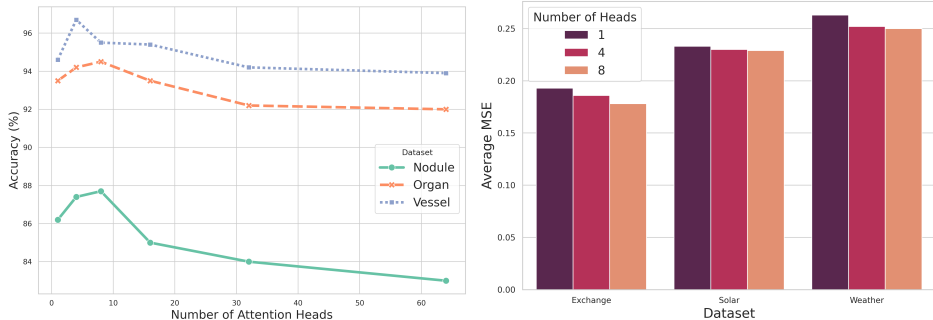 96
94
92
90
88
86
84
Accuracy (%)
Dataset
Nodule
Organ
Vessel
0
10
20
30
40
50
60
Number of Attention Heads
Number of Heads
1
4
8
0.25
0.20
0.15
0.10
0.05
0.00
Average MSE
Exchange
Solar
Weather
Dataset